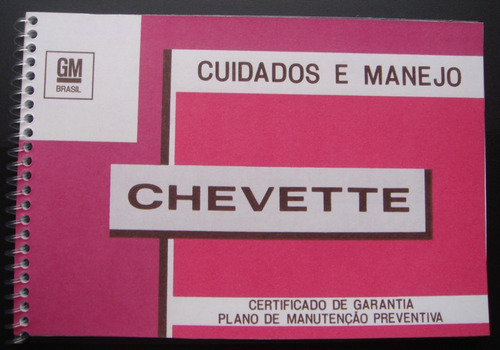 GM
BRASIL
CUIDADOS E MANEJO
CHEVETTE
CERTIFICADO DE GARANTIA
PLANO DE MANUTENÇÃO PREVENTIVA